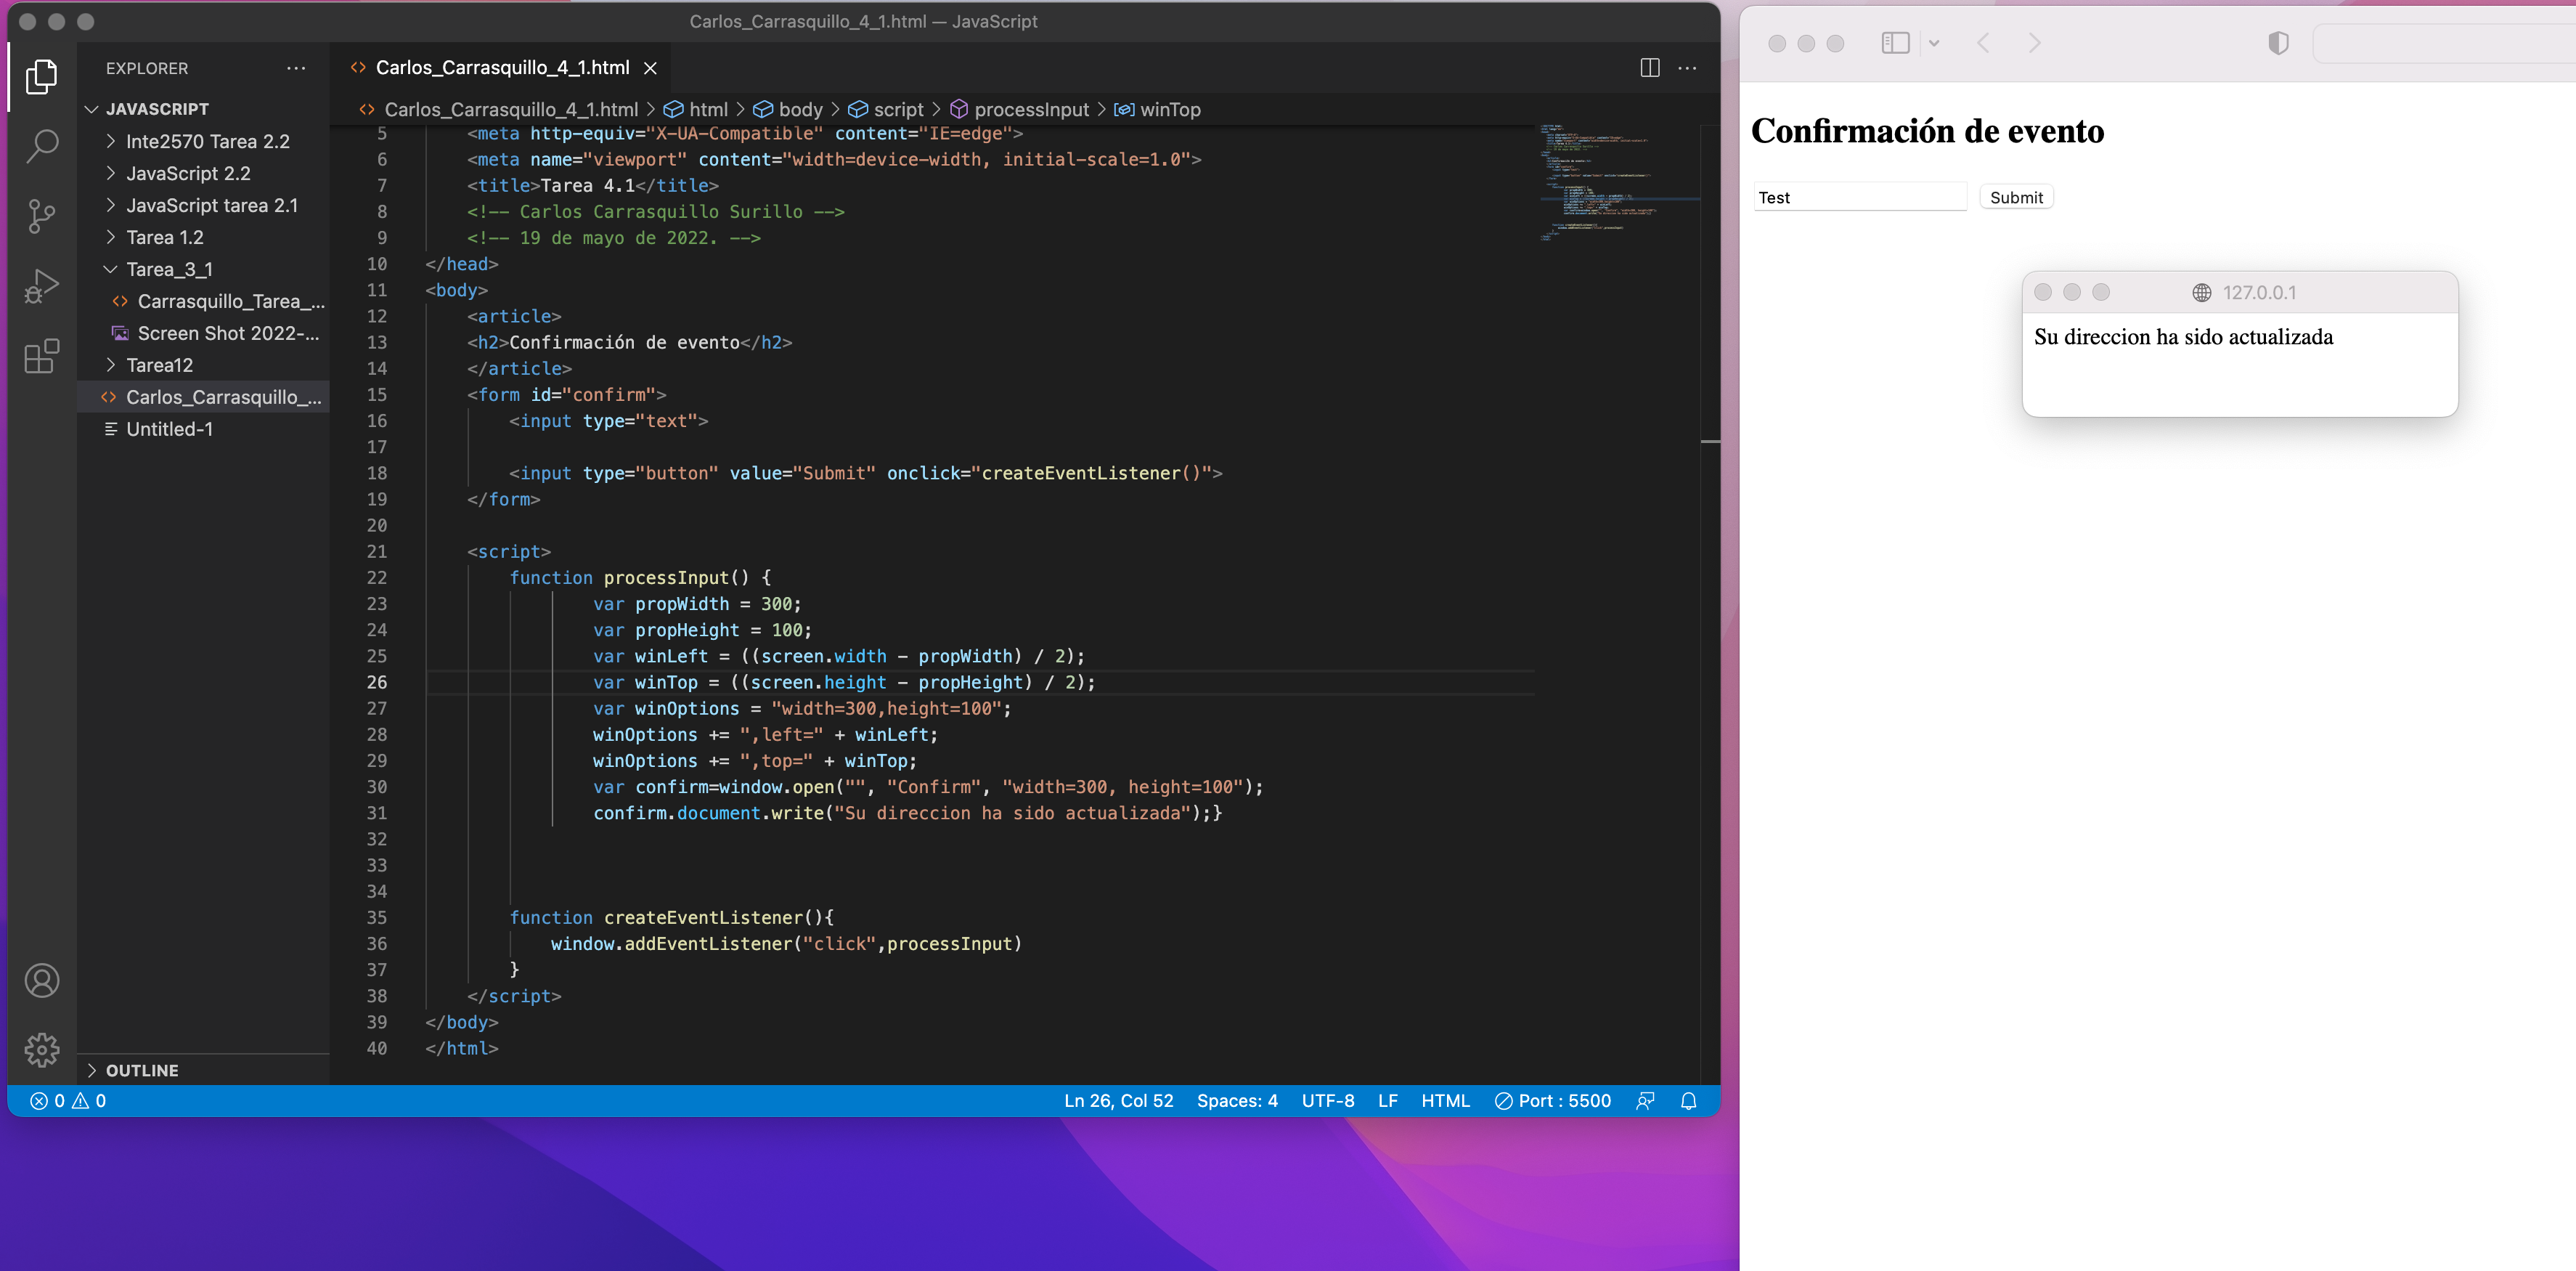 Carlos_Carrasquillo_4_1.html — JavaScript
EXPLORER
JAVASCRIPT
Inte2570 Tarea 2.2
JavaScript 2.2
JavaScript tarea 2.1
Tarea 1.2
Tarea_3_1
Carrasquillo_Tarea_...
Screen Shot 2022-...
Tarea12
Carlos_Carrasquillo_...
Untitled-1
OUTLINE
Carlos_Carrasquillo_4_1.html
Carlos_Carrasquillo_4_1.html > html > body > script > processInput > winTop
5 <meta http-equiv="X-UA-Compatible" content="IE=edge">
6 <meta name="viewport" content="width=device-width, initial-scale=1.0">
7 <title>Tarea 4.1</title>
8 <!-- Carlos Carrasquillo Surillo -->
9 <!-- 19 de mayo de 2022. -->
10 </head>
11 <body>
12 <article>
13 <h2>Confirmación de evento</h2>
14 </article>
15 <form id="confirm">
16 <input type="text">
17
18 <input type="button" value="Submit" onclick="createEventListener()">
19 </form>
20
21 <script>
22 function processInput() {
23 var propWidth = 300;
24 var propHeight = 100;
25 var winLeft = ((screen.width - propWidth) / 2);
26 var winTop = ((screen.height - propHeight) / 2);
27 var winOptions = "width=300,height=100";
28 winOptions += ",left=" + winLeft;
29 winOptions += ",top=" + winTop;
30 var confirm=window.open("", "Confirm", "width=300, height=100");
31 confirm.document.write("Su direccion ha sido actualizada");}
32
33
34
35 function createEventListener(){
36 window.addEventListener("click",processInput)
37 }
38 </script>
39 </body>
40 </html>
0 0
Ln 26, Col 52 Spaces: 4 UTF-8 LF HTML Port : 5500
Confirmación de evento
Test Submit
127.0.0.1
Su direccion ha sido actualizada